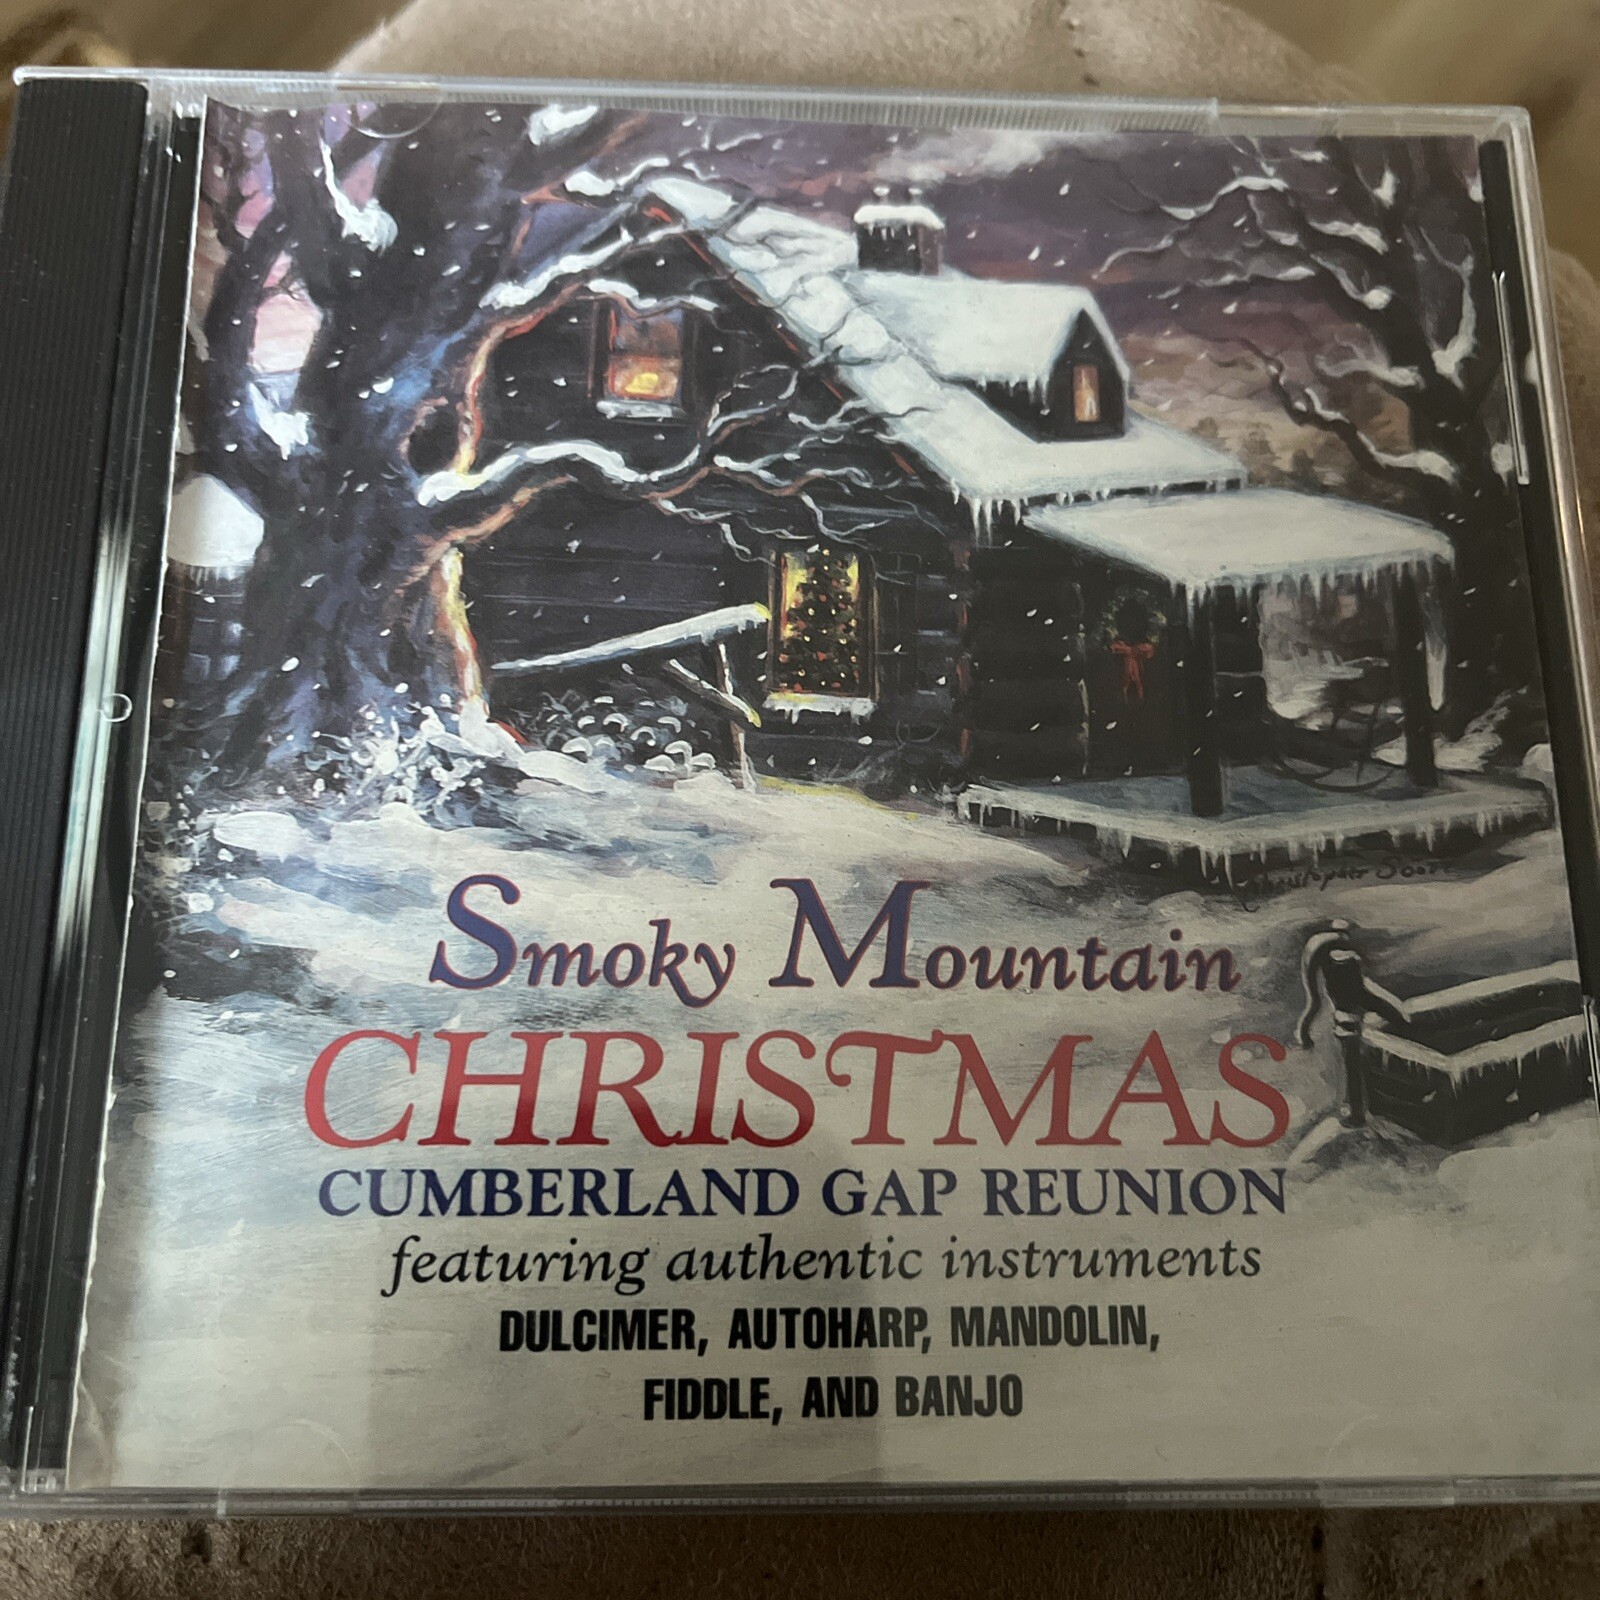 Smoky Mountain
CHRISTMAS
CUMBERLAND GAP REUNION
featuring authentic instruments
DULCIMER, AUTOHARP, MANDOLIN,
FIDDLE, AND BANJO